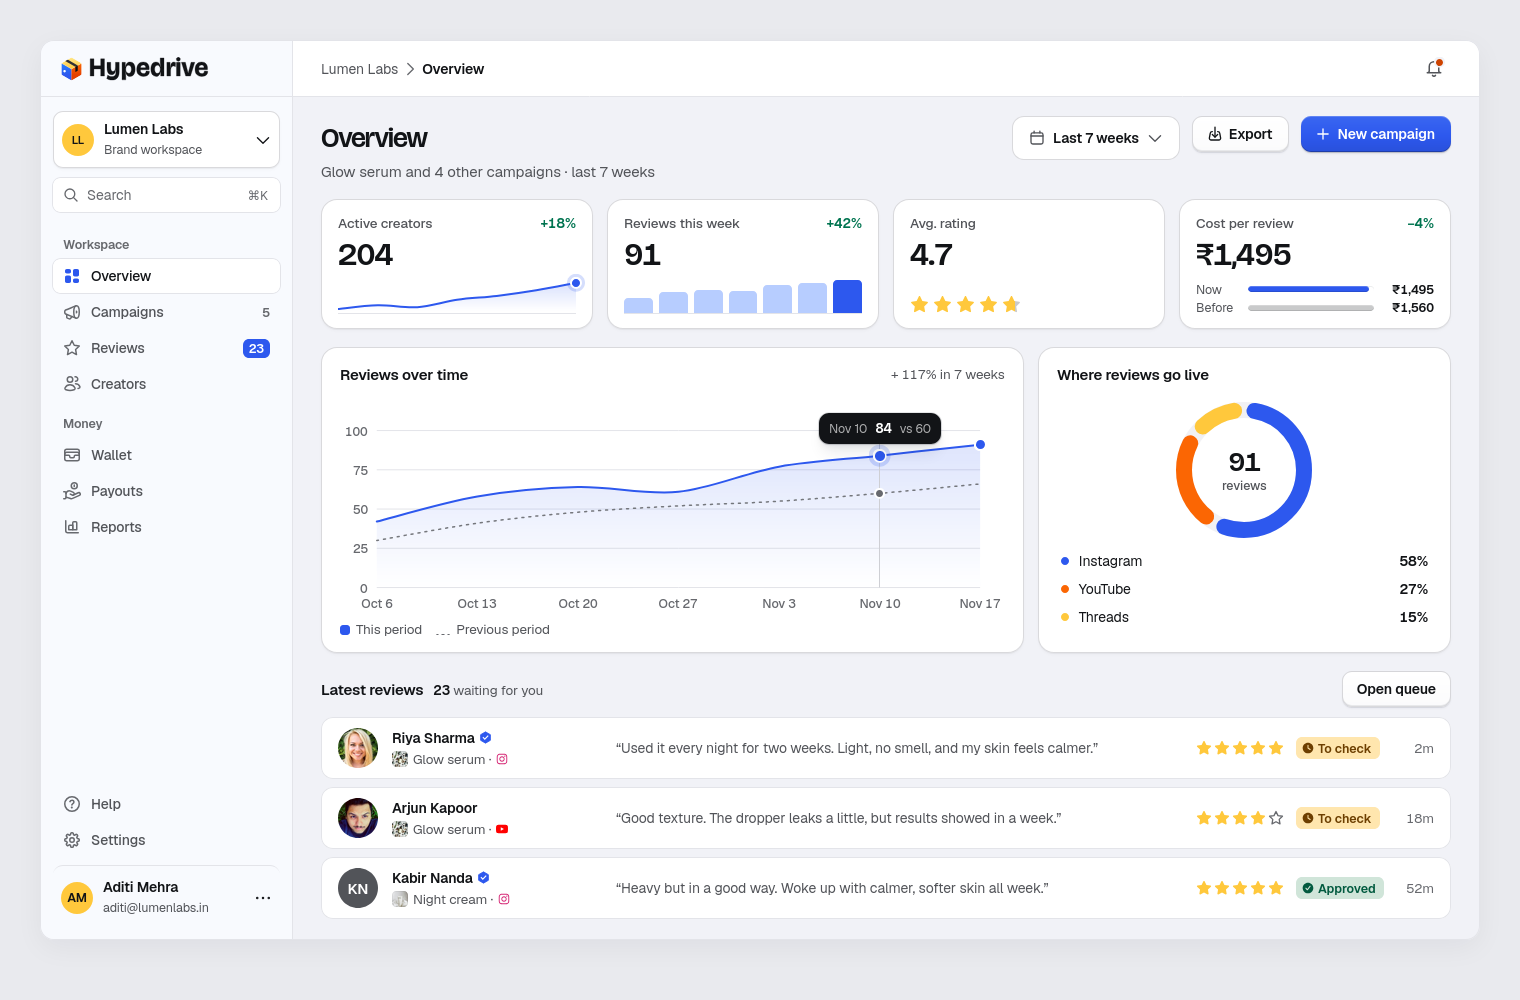 Hypedrive
Lumen Labs > Overview
LL
Lumen Labs
Brand workspace
Search ⌘K
Workspace
Overview
Campaigns 5
Reviews 23
Creators
Money
Wallet
Payouts
Reports
Help
Settings
AM
Aditi Mehra
aditi@lumenlabs.in
Overview
Glow serum and 4 other campaigns · last 7 weeks
Last 7 weeks
Export
+ New campaign
Active creators +18%
204
Reviews this week +42%
91
Avg. rating
4.7
Cost per review −4%
₹1,495
Now ₹1,495
Before ₹1,560
Reviews over time + 117% in 7 weeks
Nov 10 84 vs 60
100
75
50
25
0
Oct 6 Oct 13 Oct 20 Oct 27 Nov 3 Nov 10 Nov 17
This period Previous period
Where reviews go live
91
reviews
Instagram 58%
YouTube 27%
Threads 15%
Latest reviews 23 waiting for you
Open queue
Riya Sharma
Glow serum ·
“Used it every night for two weeks. Light, no smell, and my skin feels calmer.”
To check 2m
Arjun Kapoor
Glow serum ·
“Good texture. The dropper leaks a little, but results showed in a week.”
To check 18m
KN
Kabir Nanda
Night cream ·
“Heavy but in a good way. Woke up with calmer, softer skin all week.”
Approved 52m